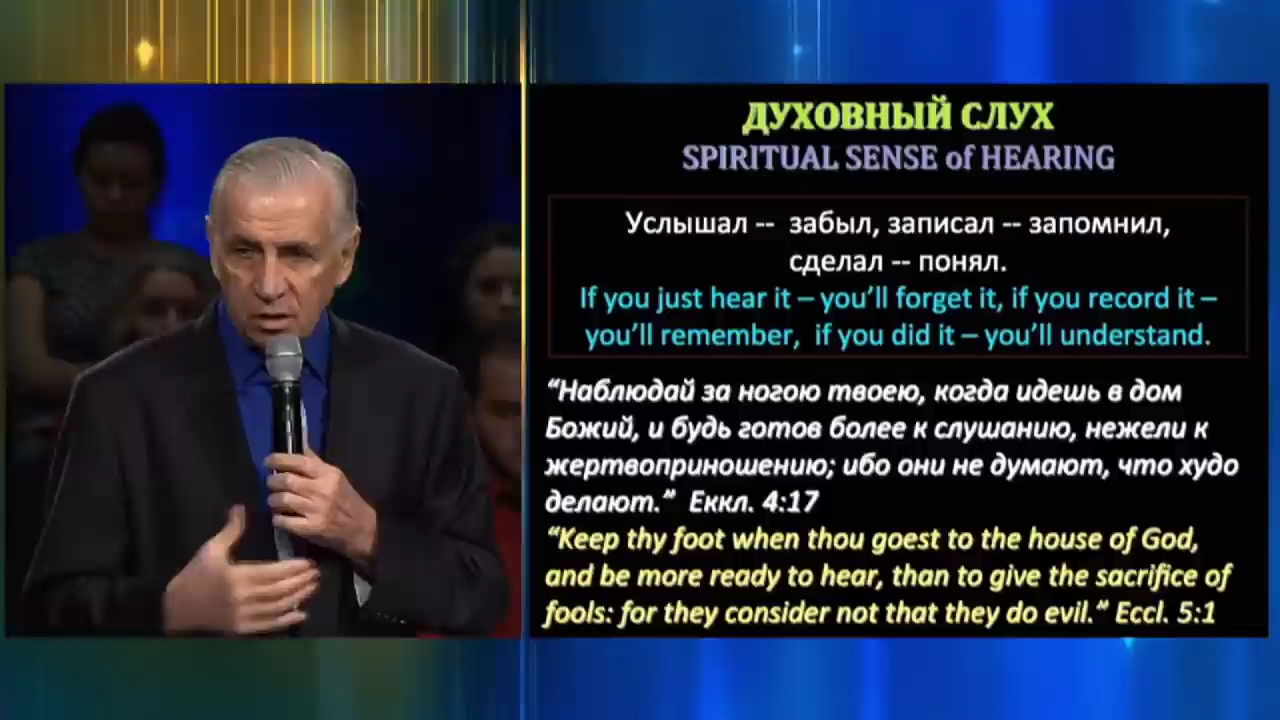 ДУХОВНЫЙ СЛУХ
SPIRITUAL SENSE of HEARING
Услышал -- забыл, записал -- запомнил,
сделал -- понял.
If you just hear it – you’ll forget it, if you record it –
you’ll remember, if you did it – you’ll understand.
“Наблюдай за ногою твоею, когда идешь в дом
Божий, и будь готов более к слушанию, нежели к
жертвоприношению; ибо они не думают, что худо
делают.” Еккл. 4:17
“Keep thy foot when thou goest to the house of God,
and be more ready to hear, than to give the sacrifice of
fools: for they consider not that they do evil.” Eccl. 5:1